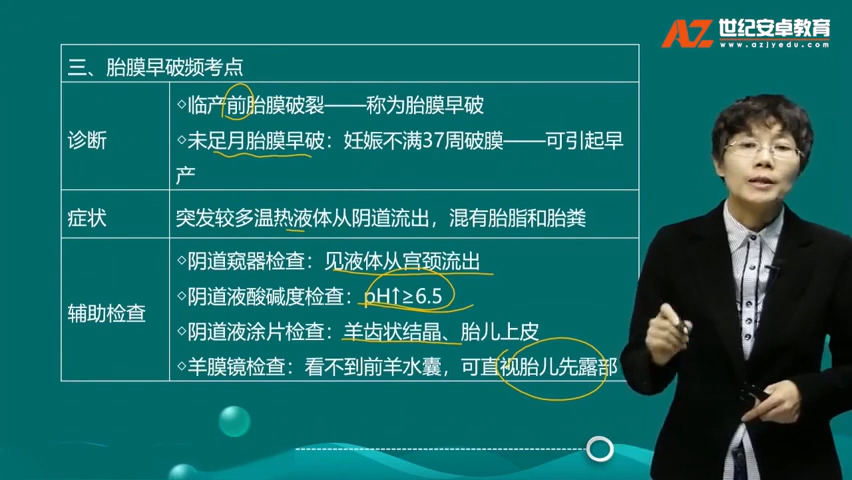 AZ 世纪安卓教育
www.azjyedu.com
三、胎膜早破频考点
诊断
◇临产前胎膜破裂——称为胎膜早破
◇未足月胎膜早破：妊娠不满37周破膜——可引起早
产
症状
突发较多温热液体从阴道流出，混有胎脂和胎粪
辅助检查
◇阴道窥器检查：见液体从宫颈流出
◇阴道液酸碱度检查：pH↑≥6.5
◇阴道液涂片检查：羊齿状结晶、胎儿上皮
◇羊膜镜检查：看不到前羊水囊，可直视胎儿先露部